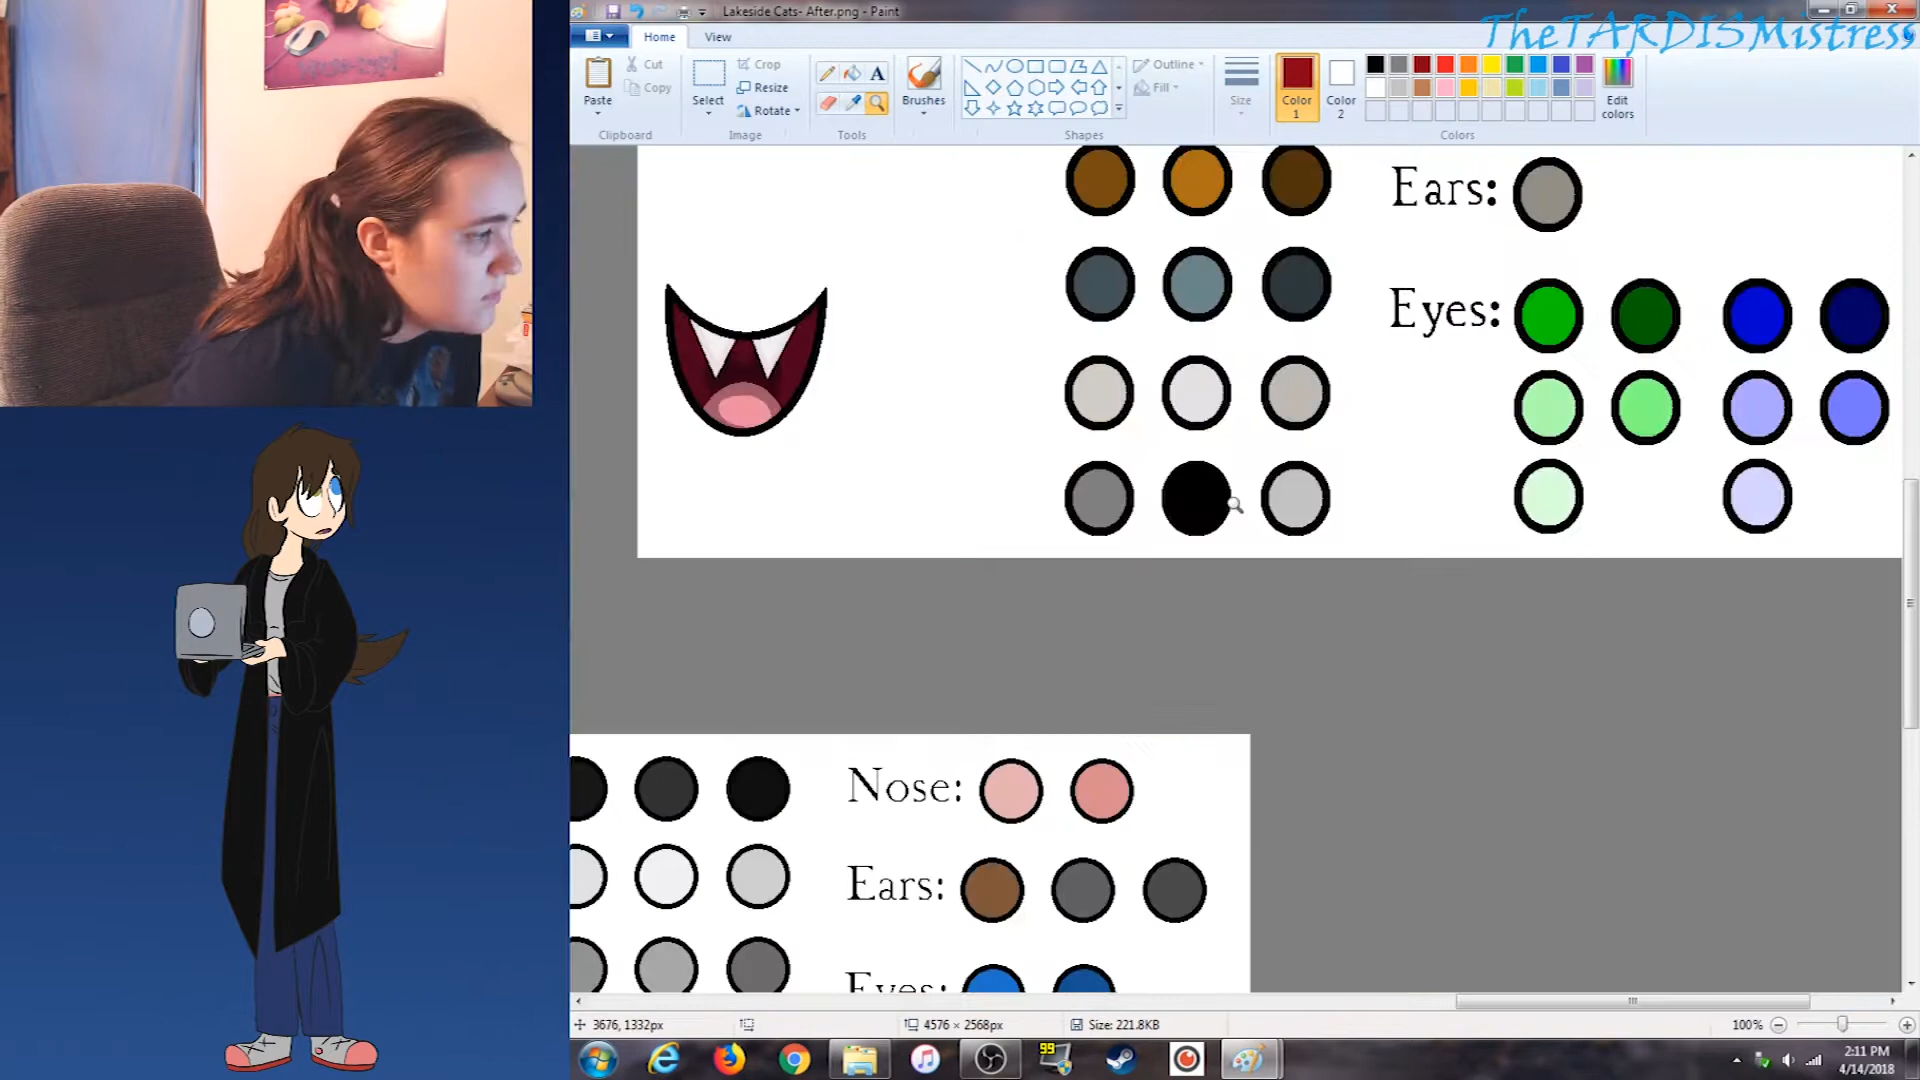 Lakeside Cats- After.png - Paint
TheTARDISMistress
Home
View
Paste
Cut
Copy
Clipboard
Select
Crop
Resize
Rotate
Image
Tools
Brushes
Shapes
Outline
Fill
Size
Color 1
Color 2
Edit colors
Colors
Ears:
Eyes:
Nose:
Ears:
Eyes:
3676, 1332px
4576 × 2568px
Size: 221.8KB
100%
99
2:11 PM
4/14/2018